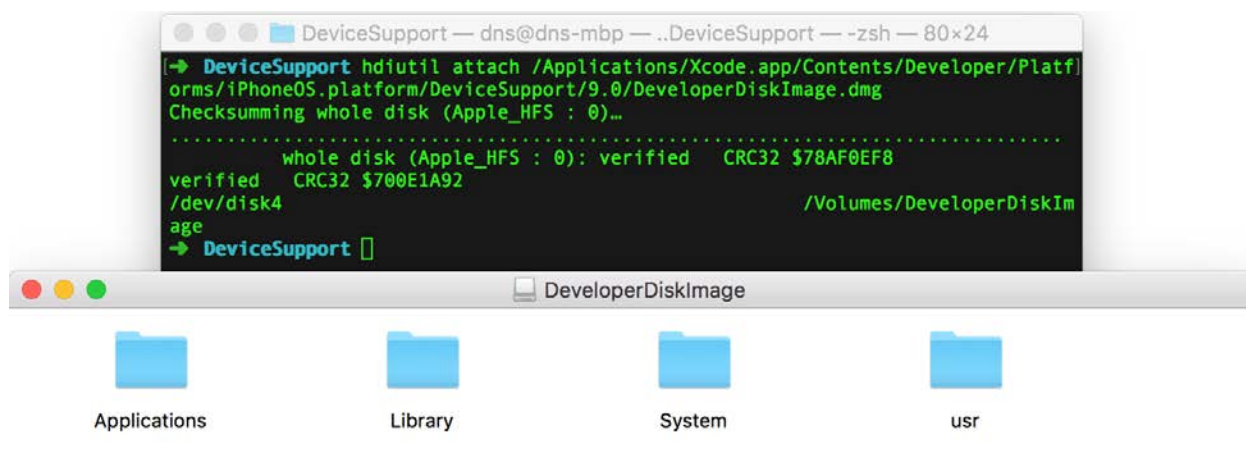 DeviceSupport — dns@dns-mbp — ..DeviceSupport — -zsh — 80×24
[➜ DeviceSupport hdiutil attach /Applications/Xcode.app/Contents/Developer/Platf]
orms/iPhoneOS.platform/DeviceSupport/9.0/DeveloperDiskImage.dmg
Checksumming whole disk (Apple_HFS : 0)…
................................................................................
whole disk (Apple_HFS : 0): verified CRC32 $78AF0EF8
verified CRC32 $700E1A92
/dev/disk4 /Volumes/DeveloperDiskIm
age
➜ DeviceSupport
DeveloperDiskImage
Applications Library System usr